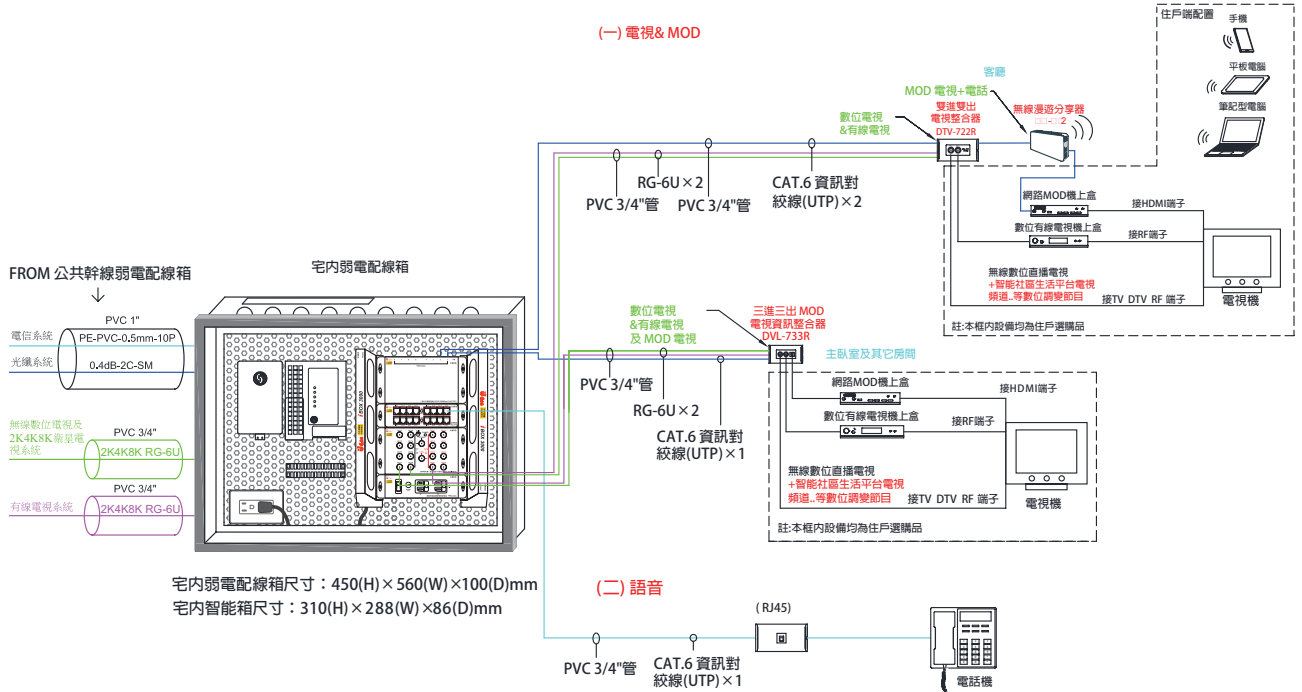 (一) 電視& MOD
住戶端配置
手機
平板電腦
筆記型電腦
客廳
MOD 電視+電話
雙進雙出
電視整合器
DTV-722R
無線漫遊分享器
數位電視
&有線電視
RG-6U×2
PVC 3/4"管
PVC 3/4"管
CAT.6 資訊對
絞線(UTP)×2
網路MOD機上盒
接HDMI端子
數位有線電視機上盒
接RF端子
無線數位直播電視
+智能社區生活平台電視
頻道..等數位調變節目
接TV DTV RF 端子
電視機
註:本框內設備均為住戶選購品
FROM 公共幹線弱電配線箱
宅內弱電配線箱
PVC 1"
電信系統
PE-PVC-0.5mm-10P
光纖系統
0.4dB-2C-SM
無線數位電視及
2K4K8K衛星電
視系統
PVC 3/4"
2K4K8K RG-6U
PVC 3/4"
有線電視系統
2K4K8K RG-6U
數位電視
&有線電視
及 MOD 電視
三進三出 MOD
電視資訊整合器
DVL-733R
主臥室及其它房間
PVC 3/4"管
RG-6U×2
CAT.6 資訊對
絞線(UTP)×1
網路MOD機上盒
接HDMI端子
數位有線電視機上盒
接RF端子
無線數位直播電視
+智能社區生活平台電視
頻道..等數位調變節目
接TV DTV RF 端子
電視機
註:本框內設備均為住戶選購品
宅內弱電配線箱尺寸：450(H)×560(W)×100(D)mm
宅內智能箱尺寸：310(H)×288(W)×86(D)mm
(二) 語音
(RJ45)
PVC 3/4"管
CAT.6 資訊對
絞線(UTP)×1
電話機